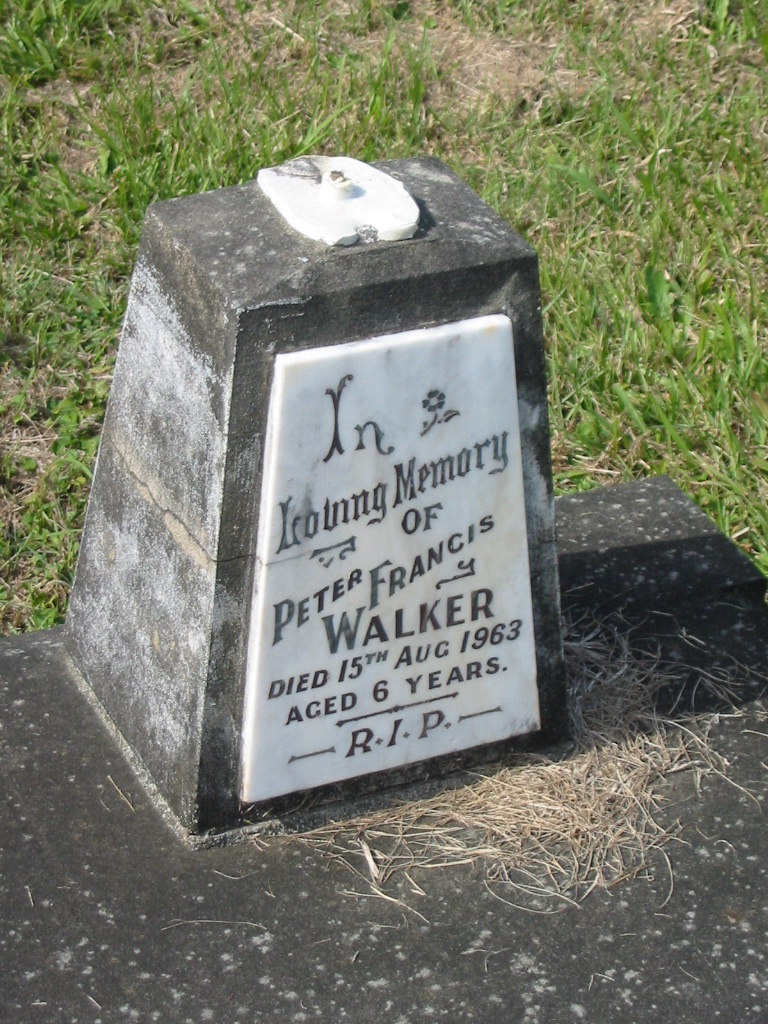 In
Loving Memory
OF
PETER FRANCIS
WALKER
DIED 15TH AUG 1963
AGED 6 YEARS.
R.I.P.